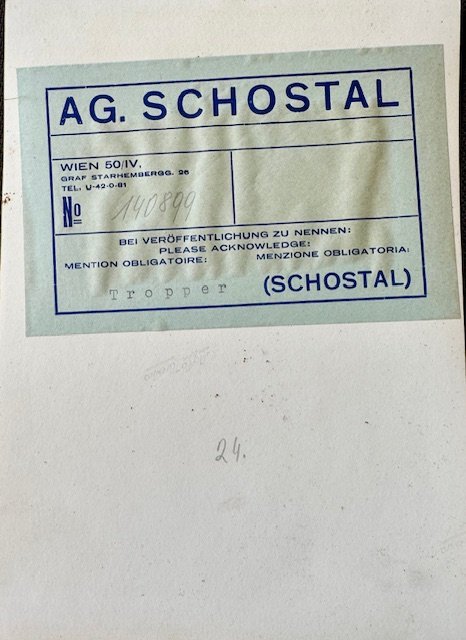 AG. SCHOSTAL
WIEN 50/IV,
GRAF STARHEMBERGG. 26
TEL. U-42-0-81
No 140899
BEI VERÖFFENTLICHUNG ZU NENNEN:
PLEASE ACKNOWLEDGE:
MENTION OBLIGATOIRE: MENZIONE OBLIGATORIA:
Tropper (SCHOSTAL)
24.